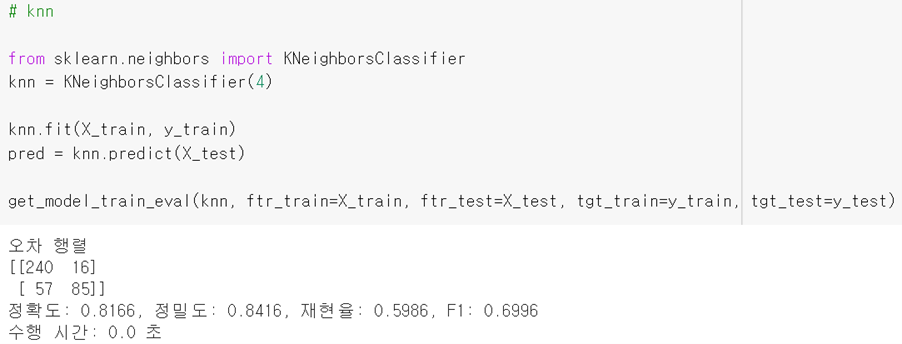 # knn
from sklearn.neighbors import KNeighborsClassifier
knn = KNeighborsClassifier(4)
knn.fit(X_train, y_train)
pred = knn.predict(X_test)
get_model_train_eval(knn, ftr_train=X_train, ftr_test=X_test, tgt_train=y_train, tgt_test=y_test)
오차 행렬
[[240  16]
 [ 57  85]]
정확도: 0.8166, 정밀도: 0.8416, 재현율: 0.5986, F1: 0.6996
수행 시간: 0.0 초